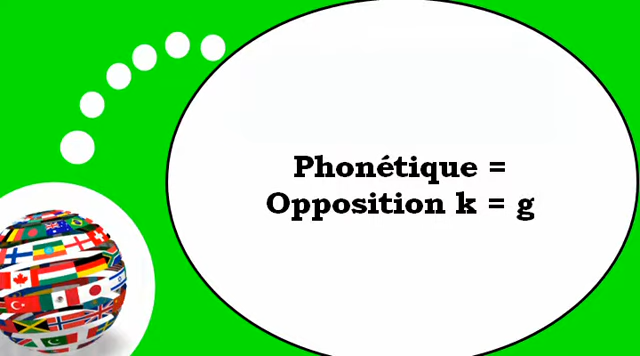 Phonétique =
Opposition k = g